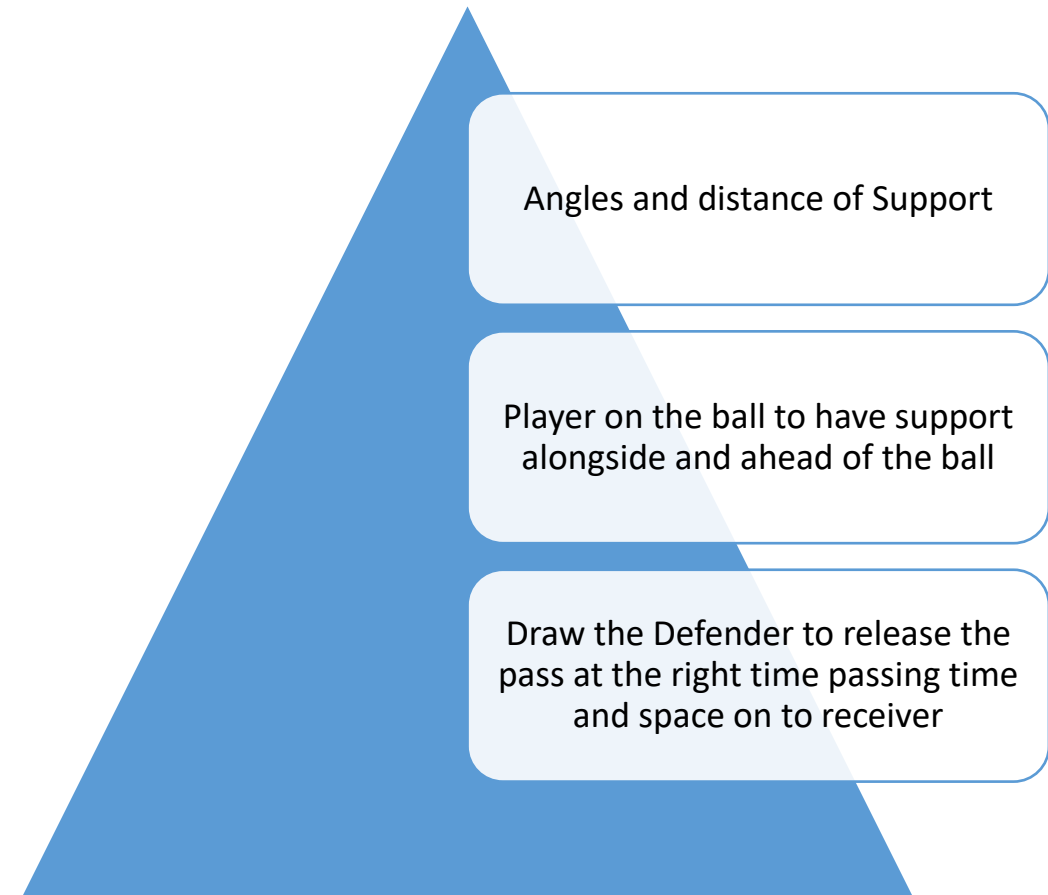 Angles and distance of Support
Player on the ball to have support
alongside and ahead of the ball
Draw the Defender to release the
pass at the right time passing time
and space on to receiver